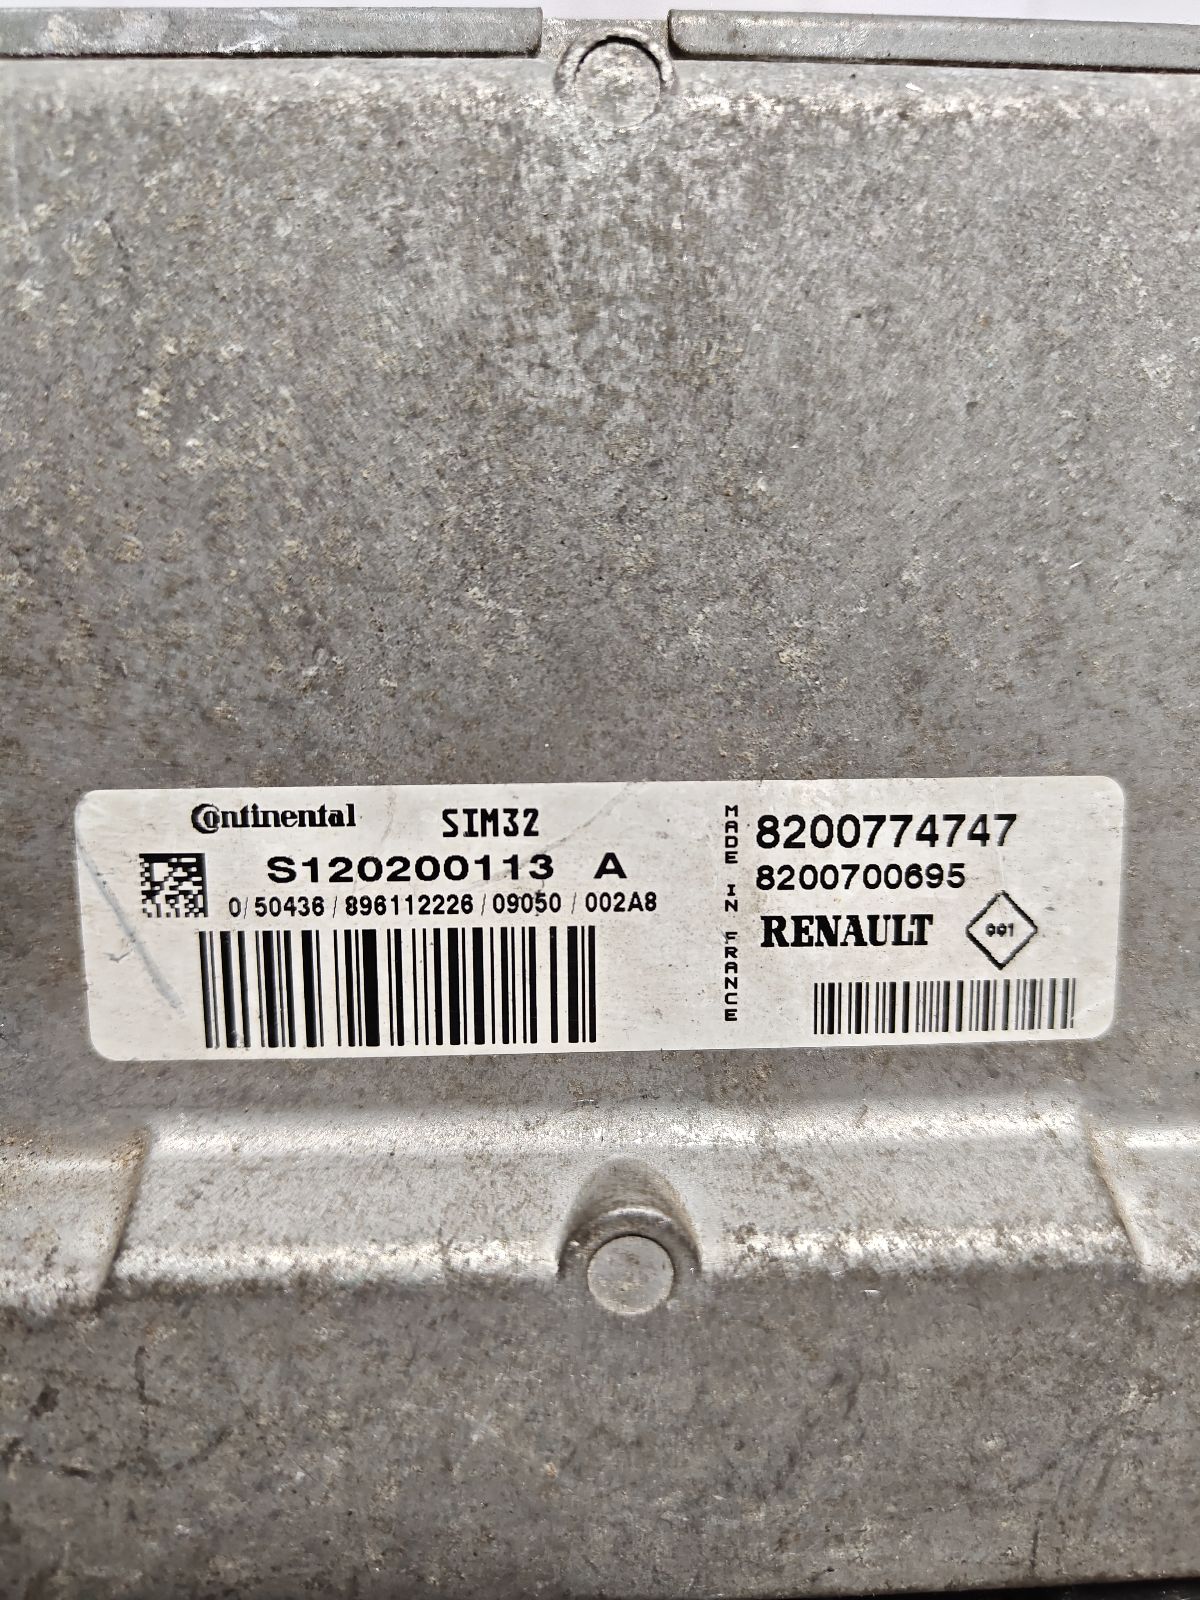 Continental SIM32
S120200113 A
0/50436/896112226/09050/002A8
MADE IN FRANCE
8200774747
8200700695
RENAULT 001